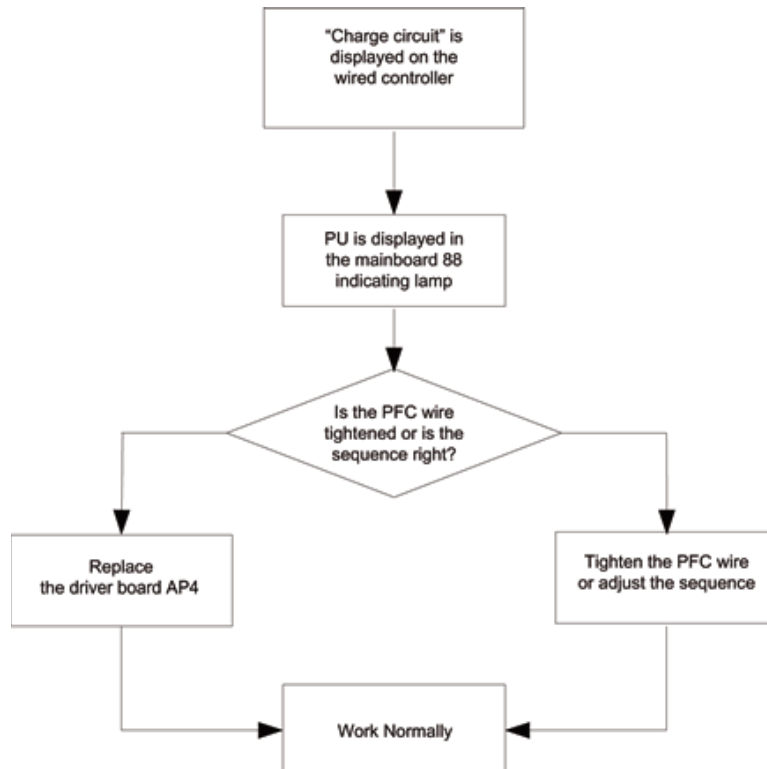 “Charge circuit” is
displayed on the
wired controller
PU is displayed in
the mainboard 88
indicating lamp
Is the PFC wire
tightened or is the
sequence right?
Replace
the driver board AP4
Tighten the PFC wire
or adjust the sequence
Work Normally